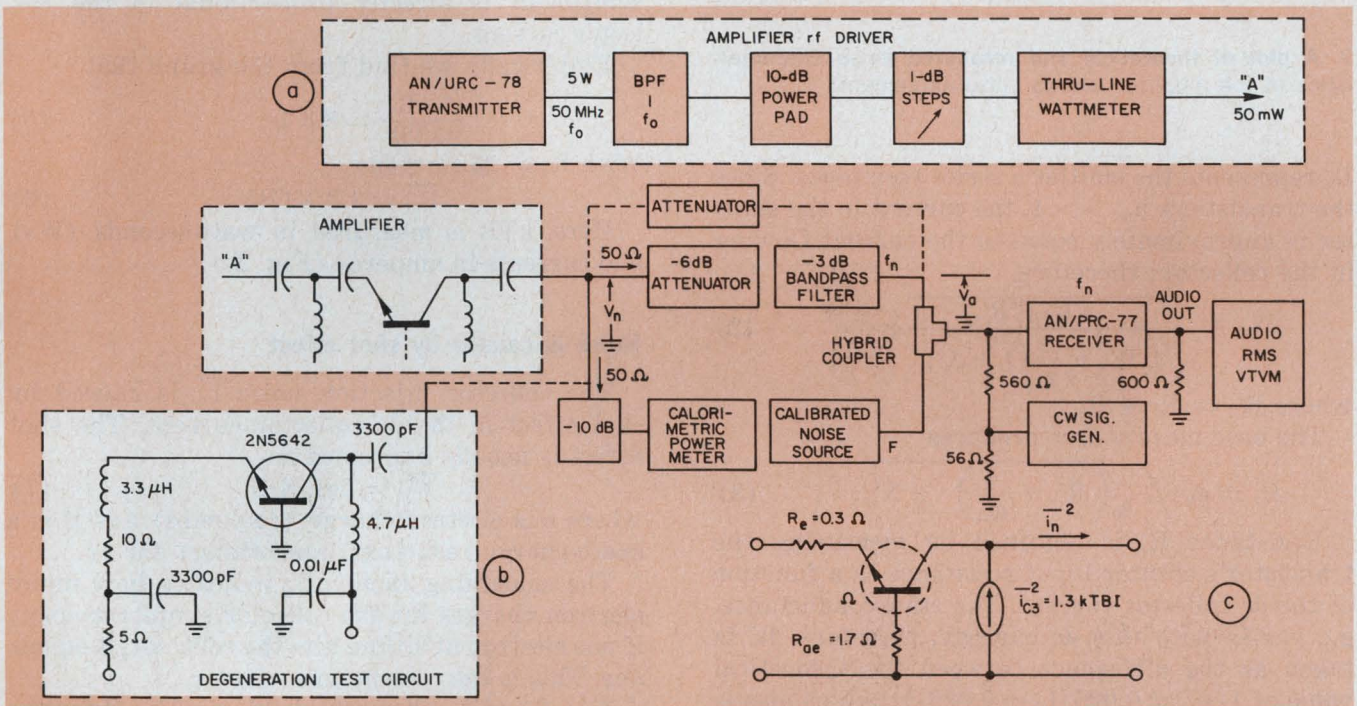 AMPLIFIER rf DRIVER
a
AN/URC-78
TRANSMITTER
5 W
50 MHz
fo
BPF
1
fo
10-dB
POWER
PAD
1-dB
STEPS
THRU-LINE
WATTMETER
"A"
50 mW
AMPLIFIER
"A"
ATTENUATOR
50 Ω
-6dB
ATTENUATOR
-3 dB
BANDPASS
FILTER
fn
Vn
50 Ω
HYBRID
COUPLER
Va
fn
AN/PRC-77
RECEIVER
AUDIO
OUT
AUDIO
RMS
VTVM
560 Ω
600 Ω
-10 dB
CALORI-
METRIC
POWER
METER
CALIBRATED
NOISE
SOURCE
F
CW SIG.
GEN.
56 Ω
2N5642
3300 pF
3.3 μH
10 Ω
3300 pF
5 Ω
4.7 μH
0.01 μF
b
DEGENERATION TEST CIRCUIT
Re = 0.3 Ω
Ω
Rae = 1.7 Ω
in²
ic3² = 1.3 kTBI
c